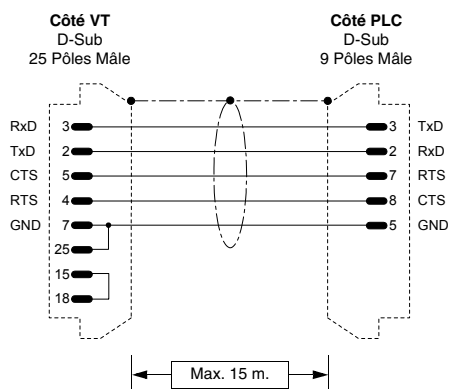 Côté VT
D-Sub
25 Pôles Mâle
Côté PLC
D-Sub
9 Pôles Mâle
RxD 3 3 TxD
TxD 2 2 RxD
CTS 5 7 RTS
RTS 4 8 CTS
GND 7 5 GND
25
15
18
Max. 15 m.